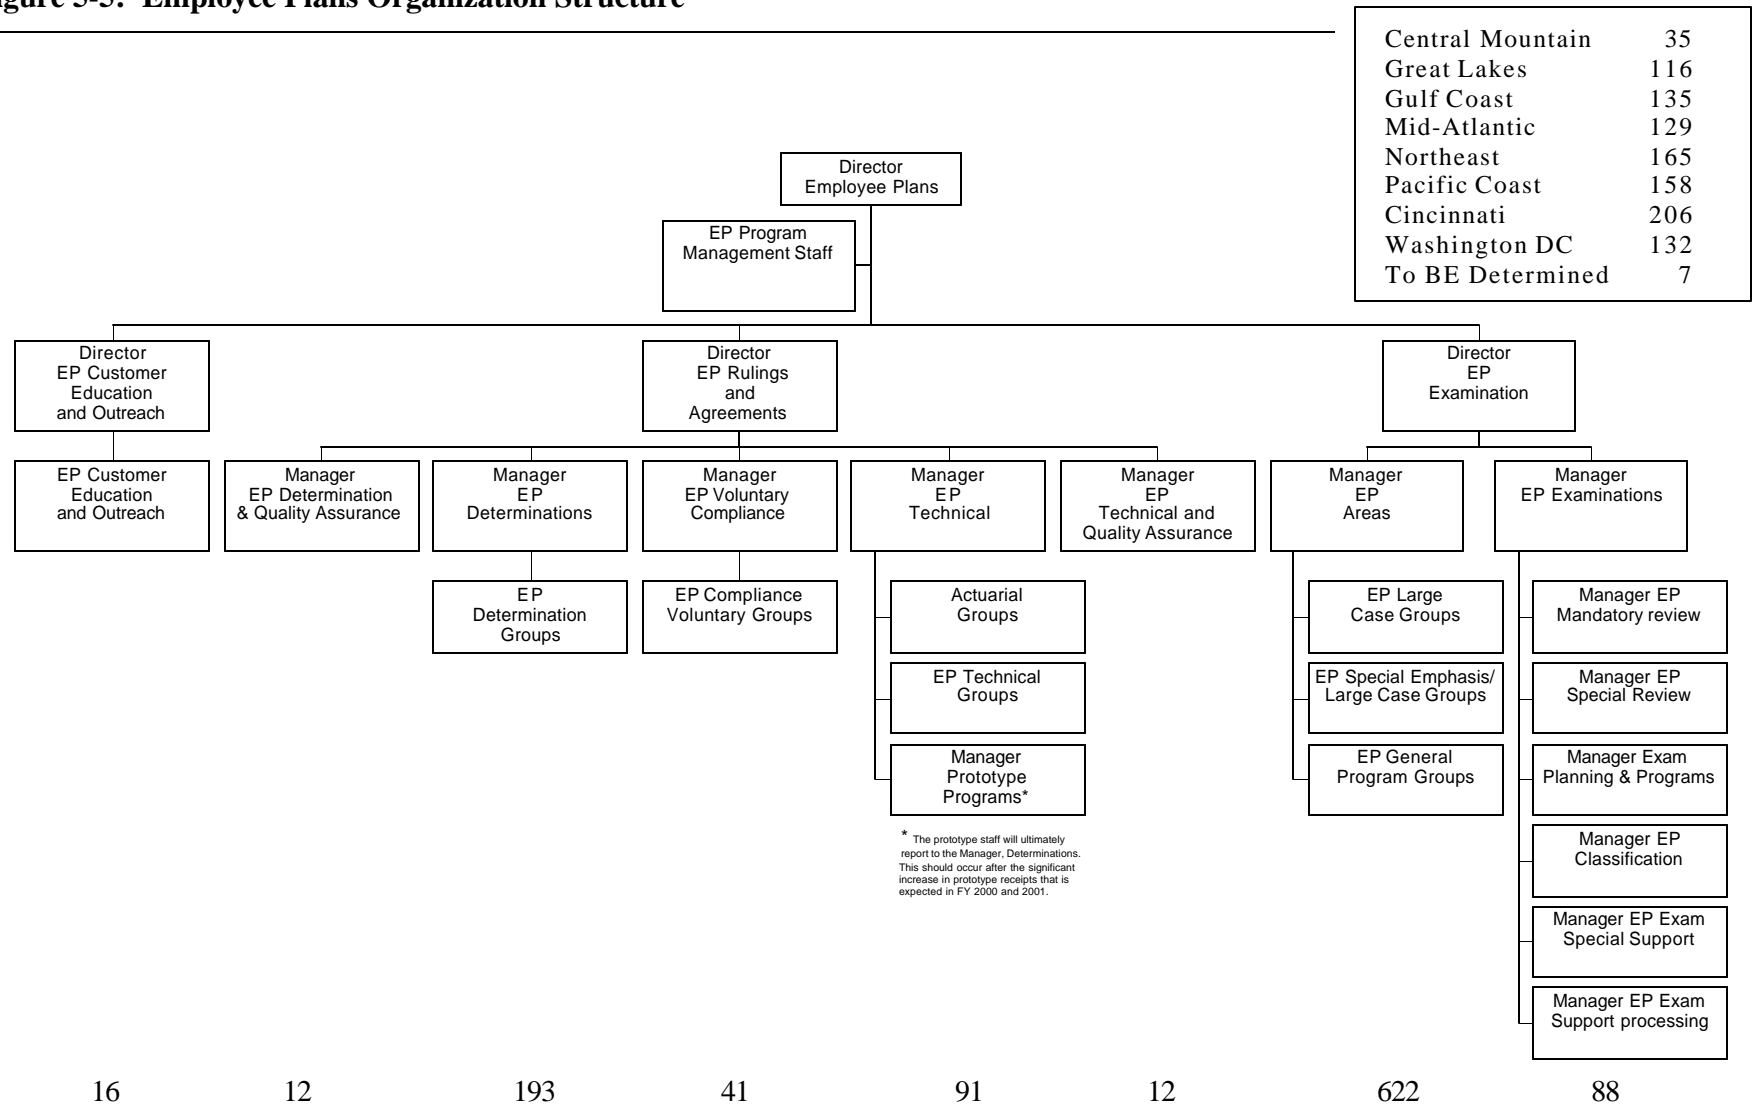 gure 5-5: Employee Plans Organization Structure
Central Mountain 35
Great Lakes 116
Gulf Coast 135
Mid-Atlantic 129
Northeast 165
Pacific Coast 158
Cincinnati 206
Washington DC 132
To BE Determined 7
Director
Employee Plans
EP Program
Management Staff
Director
EP Customer
Education
and Outreach
Director
EP Rulings
and
Agreements
Director
EP
Examination
EP Customer
Education
and Outreach
Manager
EP Determination
& Quality Assurance
Manager
EP
Determinations
Manager
EP Voluntary
Compliance
Manager
EP
Technical
Manager
EP
Technical and
Quality Assurance
Manager
EP
Areas
Manager
EP Examinations
EP
Determination
Groups
EP Compliance
Voluntary Groups
Actuarial
Groups
EP Technical
Groups
Manager
Prototype
Programs*
* The prototype staff will ultimately
report to the Manager, Determinations.
This should occur after the significant
increase in prototype receipts that is
expected in FY 2000 and 2001.
EP Large
Case Groups
EP Special Emphasis/
Large Case Groups
EP General
Program Groups
Manager EP
Mandatory review
Manager EP
Special Review
Manager Exam
Planning & Programs
Manager EP
Classification
Manager EP Exam
Special Support
Manager EP Exam
Support processing
16 12 193 41 91 12 622 88